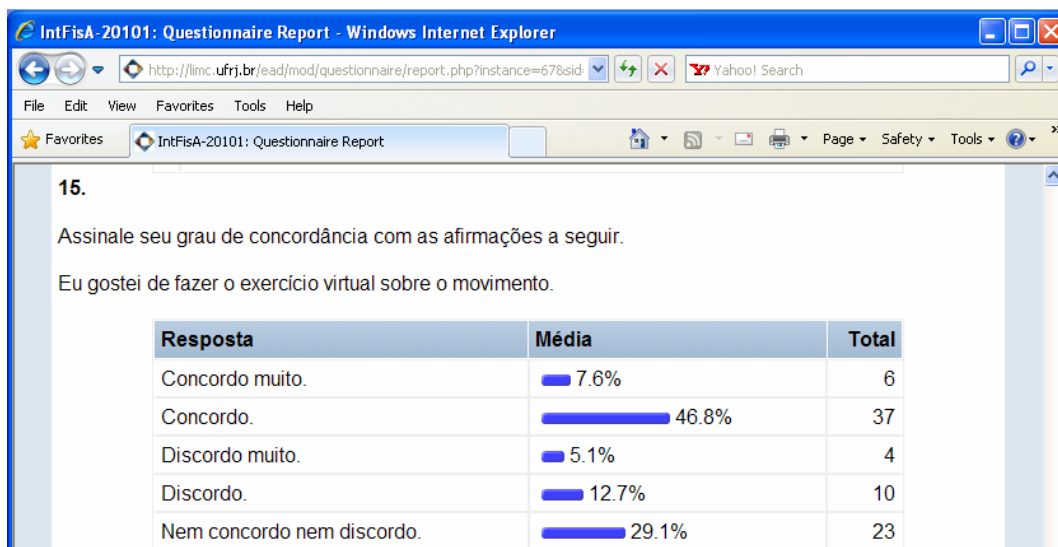 IntFisA-20101: Questionnaire Report - Windows Internet Explorer
http://limc.ufrj.br/ead/mod/questionnaire/report.php?instance=67&sid= Yahoo! Search
File Edit View Favorites Tools Help
Favorites IntFisA-20101: Questionnaire Report Page Safety Tools
15.
Assinale seu grau de concordância com as afirmações a seguir.
Eu gostei de fazer o exercício virtual sobre o movimento.
Resposta Média Total
Concordo muito. 7.6% 6
Concordo. 46.8% 37
Discordo muito. 5.1% 4
Discordo. 12.7% 10
Nem concordo nem discordo. 29.1% 23